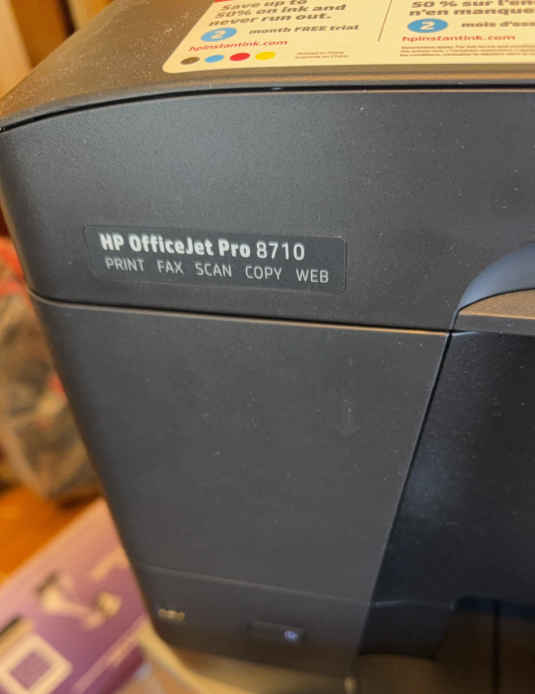 Save up to
50% on ink and
never run out.
2 month FREE trial
hpinstantink.com
50 % sur l'en
n'en manque
2 mois d'ess
hpinstantink.com
HP OfficeJet Pro 8710
PRINT FAX SCAN COPY WEB